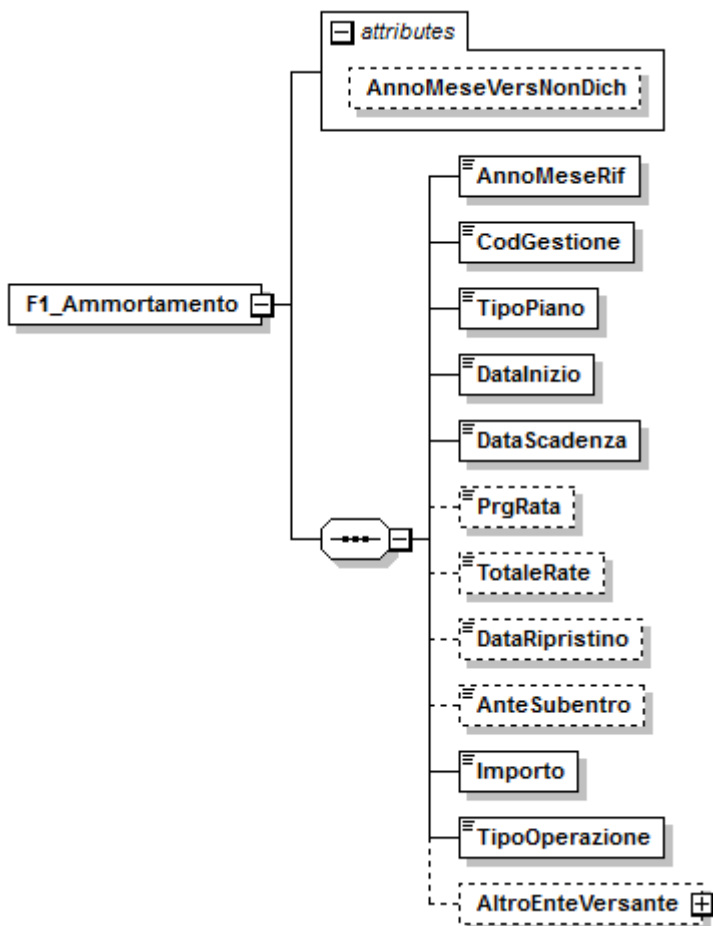 attributes
AnnoMeseVersNonDich
AnnoMeseRif
CodGestione
F1_Ammortamento
TipoPiano
DataInizio
DataScadenza
PrgRata
TotaleRate
DataRipristino
AnteSubentro
Importo
TipoOperazione
AltroEnteVersante